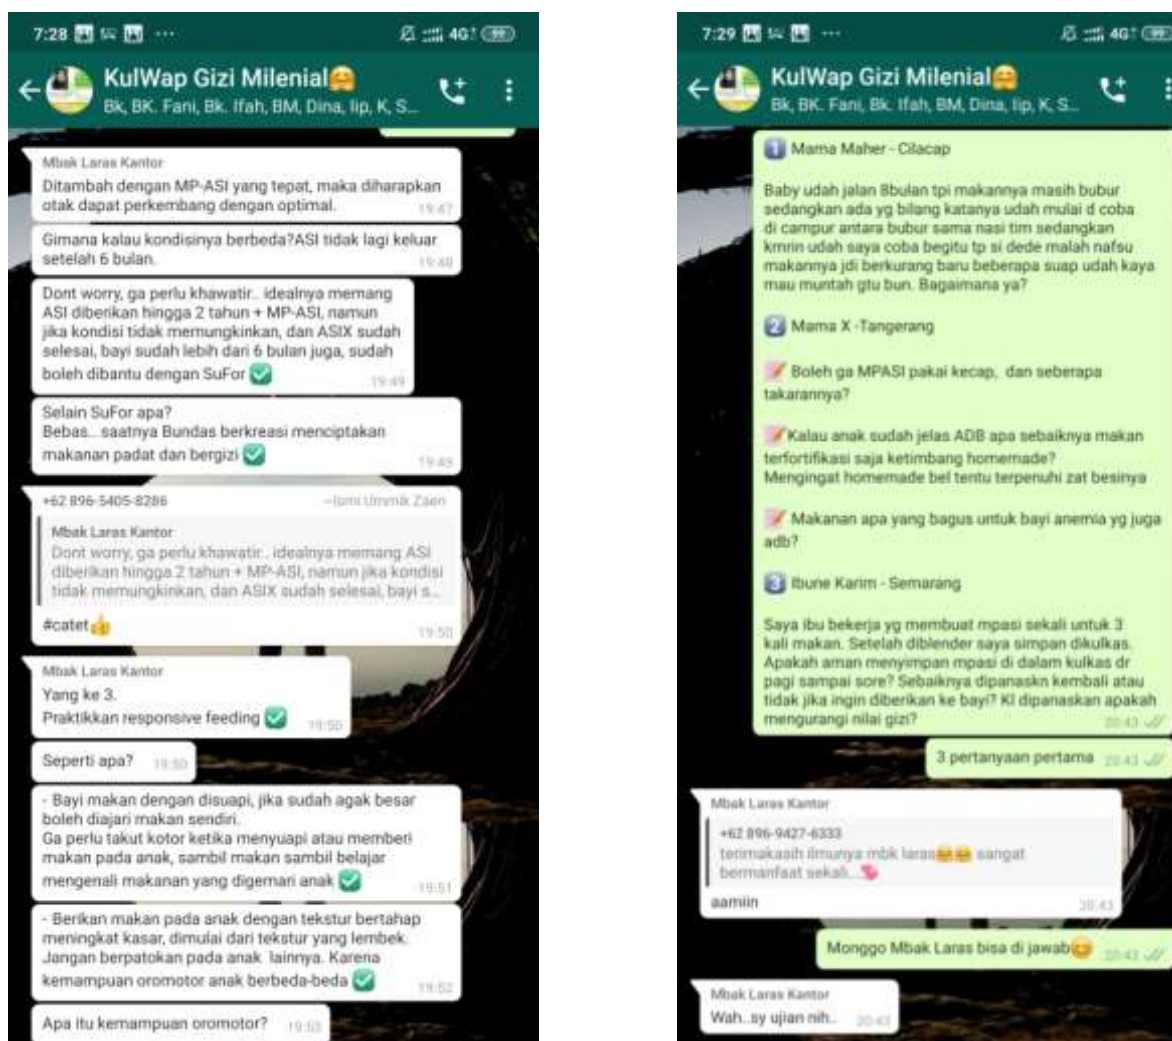 7:28
4G
99
KulWap Gizi Milenial🤗
Bk, BK. Fani, Bk. Ifah, BM, Dina, Iip, K, S...
Mbak Laras Kantor
Ditambah dengan MP-ASI yang tepat, maka diharapkan
otak dapat perkembang dengan optimal.
19:47
Gimana kalau kondisinya berbeda?ASI tidak lagi keluar
setelah 6 bulan.
19:48
Dont worry, ga perlu khawatir.. idealnya memang
ASI diberikan hingga 2 tahun + MP-ASI, namun
jika kondisi tidak memungkinkan, dan ASIX sudah
selesai, bayi sudah lebih dari 6 bulan juga, sudah
boleh dibantu dengan SuFor ✅
19:49
Selain SuFor apa?
Bebas.. saatnya Bundas berkreasi menciptakan
makanan padat dan bergizi ✅
19:49
+62 896-5405-8286 ~Ismi Ummik Zaen
Mbak Laras Kantor
Dont worry, ga perlu khawatir.. idealnya memang ASI
diberikan hingga 2 tahun + MP-ASI, namun jika kondisi
tidak memungkinkan, dan ASIX sudah selesai, bayi s...
#catet👍
19:50
Mbak Laras Kantor
Yang ke 3.
Praktikkan responsive feeding ✅
19:50
Seperti apa?
19:50
- Bayi makan dengan disuapi, jika sudah agak besar
boleh diajari makan sendiri.
Ga perlu takut kotor ketika menyuapi atau memberi
makan pada anak, sambil makan sambil belajar
mengenali makanan yang digemari anak ✅
19:51
- Berikan makan pada anak dengan tekstur bertahap
meningkat kasar, dimulai dari tekstur yang lembek.
Jangan berpatokan pada anak lainnya. Karena
kemampuan oromotor anak berbeda-beda ✅
19:52
Apa itu kemampuan oromotor?
19:53
7:29
4G
99
KulWap Gizi Milenial🤗
Bk, BK. Fani, Bk. Ifah, BM, Dina, Iip, K, S...
1️⃣ Mama Maher - Cilacap
Baby udah jalan 8bulan tpi makannya masih bubur
sedangkan ada yg bilang katanya udah mulai d coba
di campur antara bubur sama nasi tim sedangkan
kmrin udah saya coba begitu tp si dede malah nafsu
makannya jdi berkurang baru beberapa suap udah kaya
mau muntah gtu bun. Bagaimana ya?
2️⃣ Mama X -Tangerang
📝 Boleh ga MPASI pakai kecap, dan seberapa
takarannya?
📝Kalau anak sudah jelas ADB apa sebaiknya makan
terfortifikasi saja ketimbang homemade?
Mengingat homemade bel tentu terpenuhi zat besinya
📝 Makanan apa yang bagus untuk bayi anemia yg juga
adb?
3️⃣ Ibune Karim - Semarang
Saya ibu bekerja yg membuat mpasi sekali untuk 3
kali makan. Setelah diblender saya simpan dikulkas.
Apakah aman menyimpan mpasi di dalam kulkas dr
pagi sampai sore? Sebaiknya dipanaskn kembali atau
tidak jika ingin diberikan ke bayi? Kl dipanaskan apakah
mengurangi nilai gizi?
20:43
3 pertanyaan pertama
20:43
Mbak Laras Kantor
+62 896-9427-6333
terimakasih ilmunya mbk laras😊😊 sangat
bermanfaat sekali...💘
aamiin
20:43
Monggo Mbak Laras bisa di jawab😊
20:43
Mbak Laras Kantor
Wah..sy ujian nih..
20:43